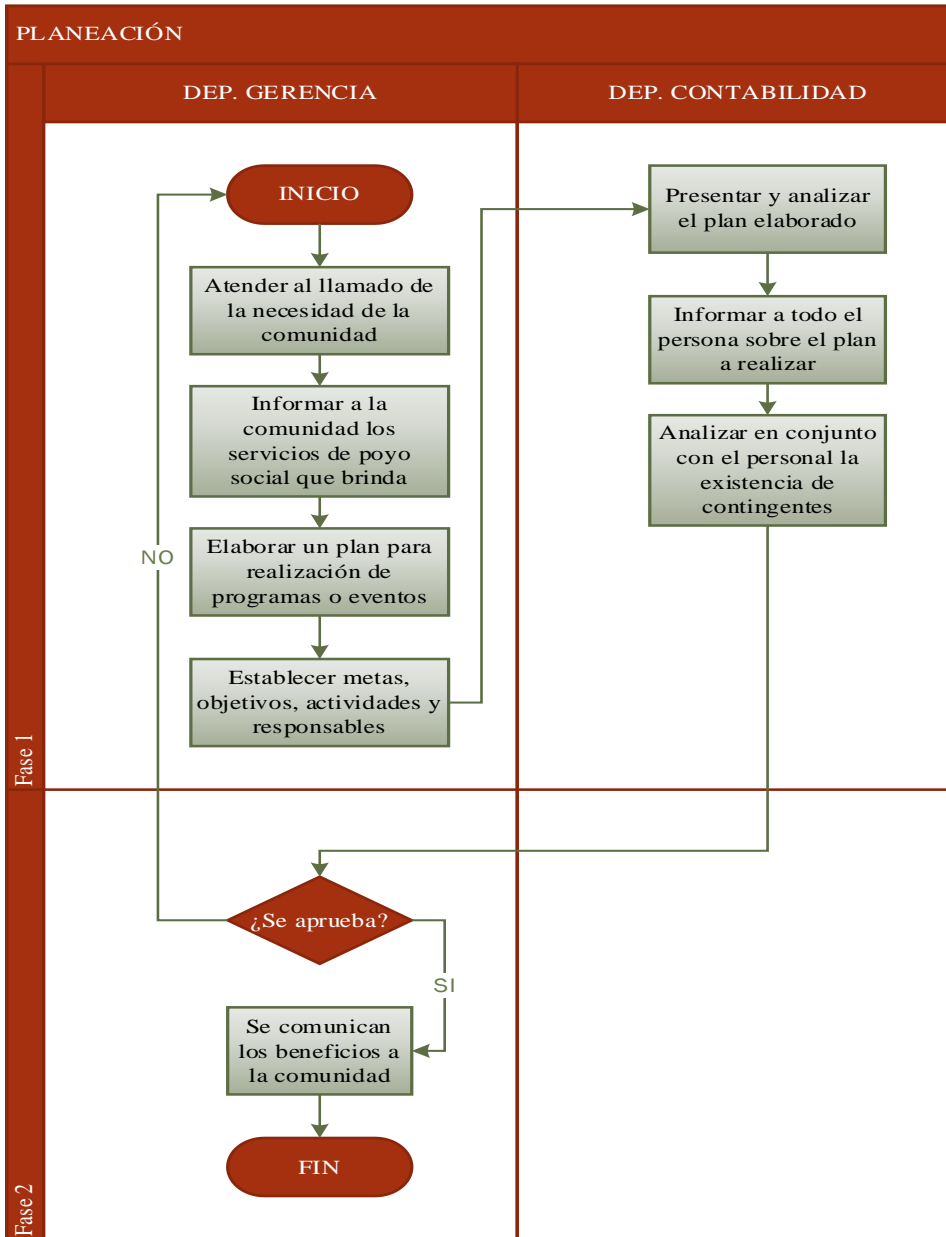 PLANEACIÓN
DEP. GERENCIA
DEP. CONTABILIDAD
Fase 1
INICIO
Atender al llamado de
la necesidad de la
comunidad
Informar a la
comunidad los
servicios de poyo
social que brinda
Elaborar un plan para
realización de
programas o eventos
Establecer metas,
objetivos, actividades y
responsables
Presentar y analizar
el plan elaborado
Informar a todo el
persona sobre el plan
a realizar
Analizar en conjunto
con el personal la
existencia de
contingentes
NO
Fase 2
¿Se aprueba?
SI
Se comunican
los beneficios a
la comunidad
FIN